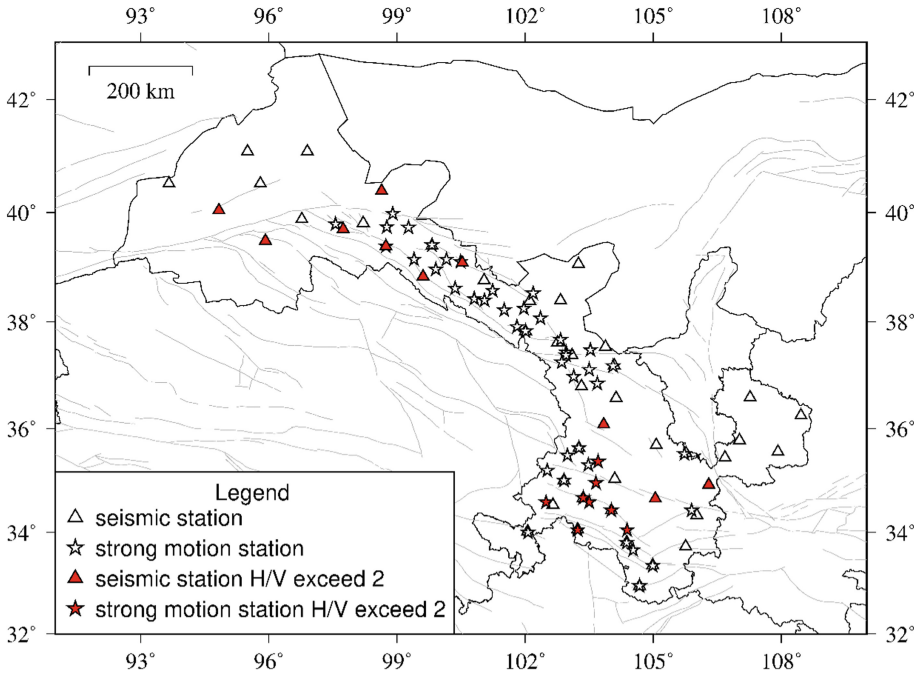 93° 96° 99° 102° 105° 108°
200 km
42° 42°
40° 40°
38° 38°
36° 36°
34° 34°
32° 32°
Legend
seismic station
strong motion station
seismic station H/V exceed 2
strong motion station H/V exceed 2
93° 96° 99° 102° 105° 108°